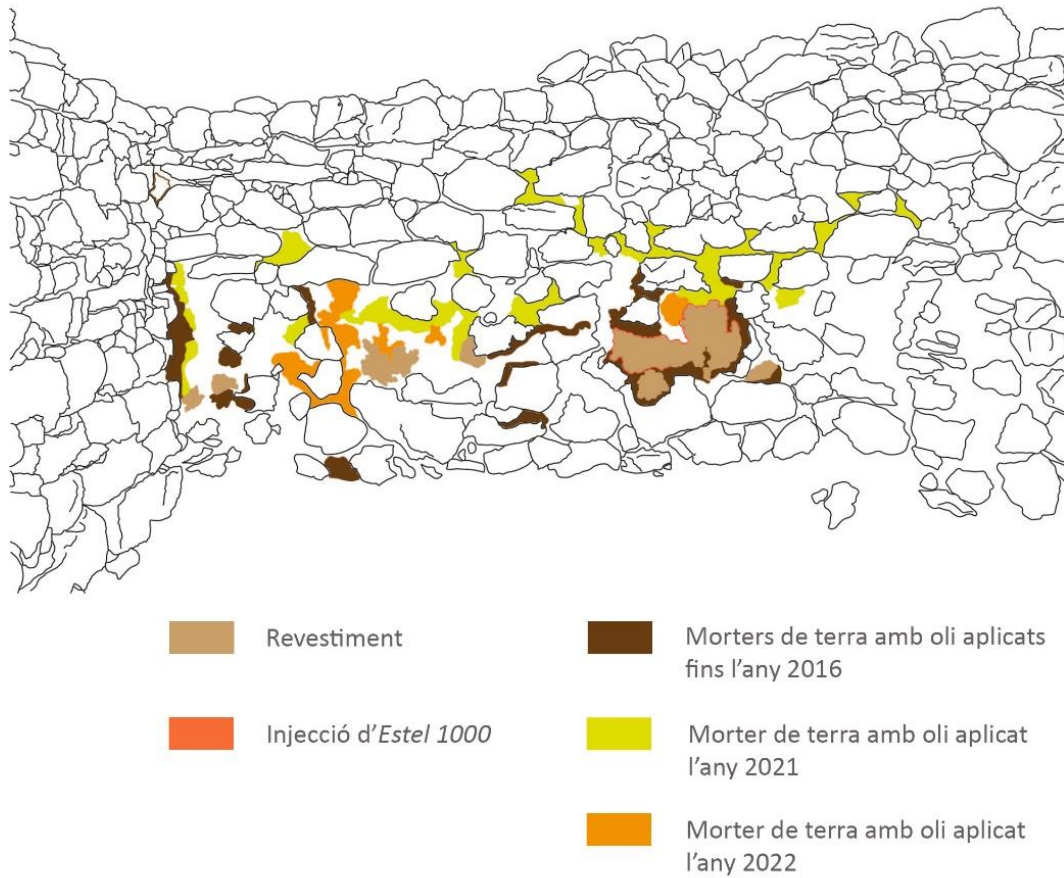 Revestiment
Injecció d'Estel 1000
Morters de terra amb oli aplicats
fins l'any 2016
Morter de terra amb oli aplicat
l'any 2021
Morter de terra amb oli aplicat
l'any 2022